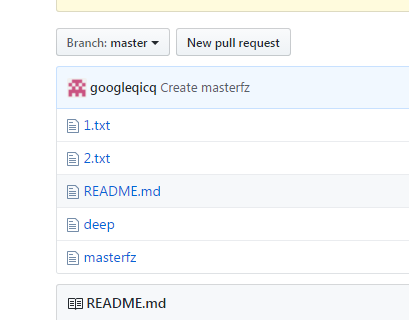 Branch: master New pull request
googleqicq Create masterfz
1.txt
2.txt
README.md
deep
masterfz
README.md